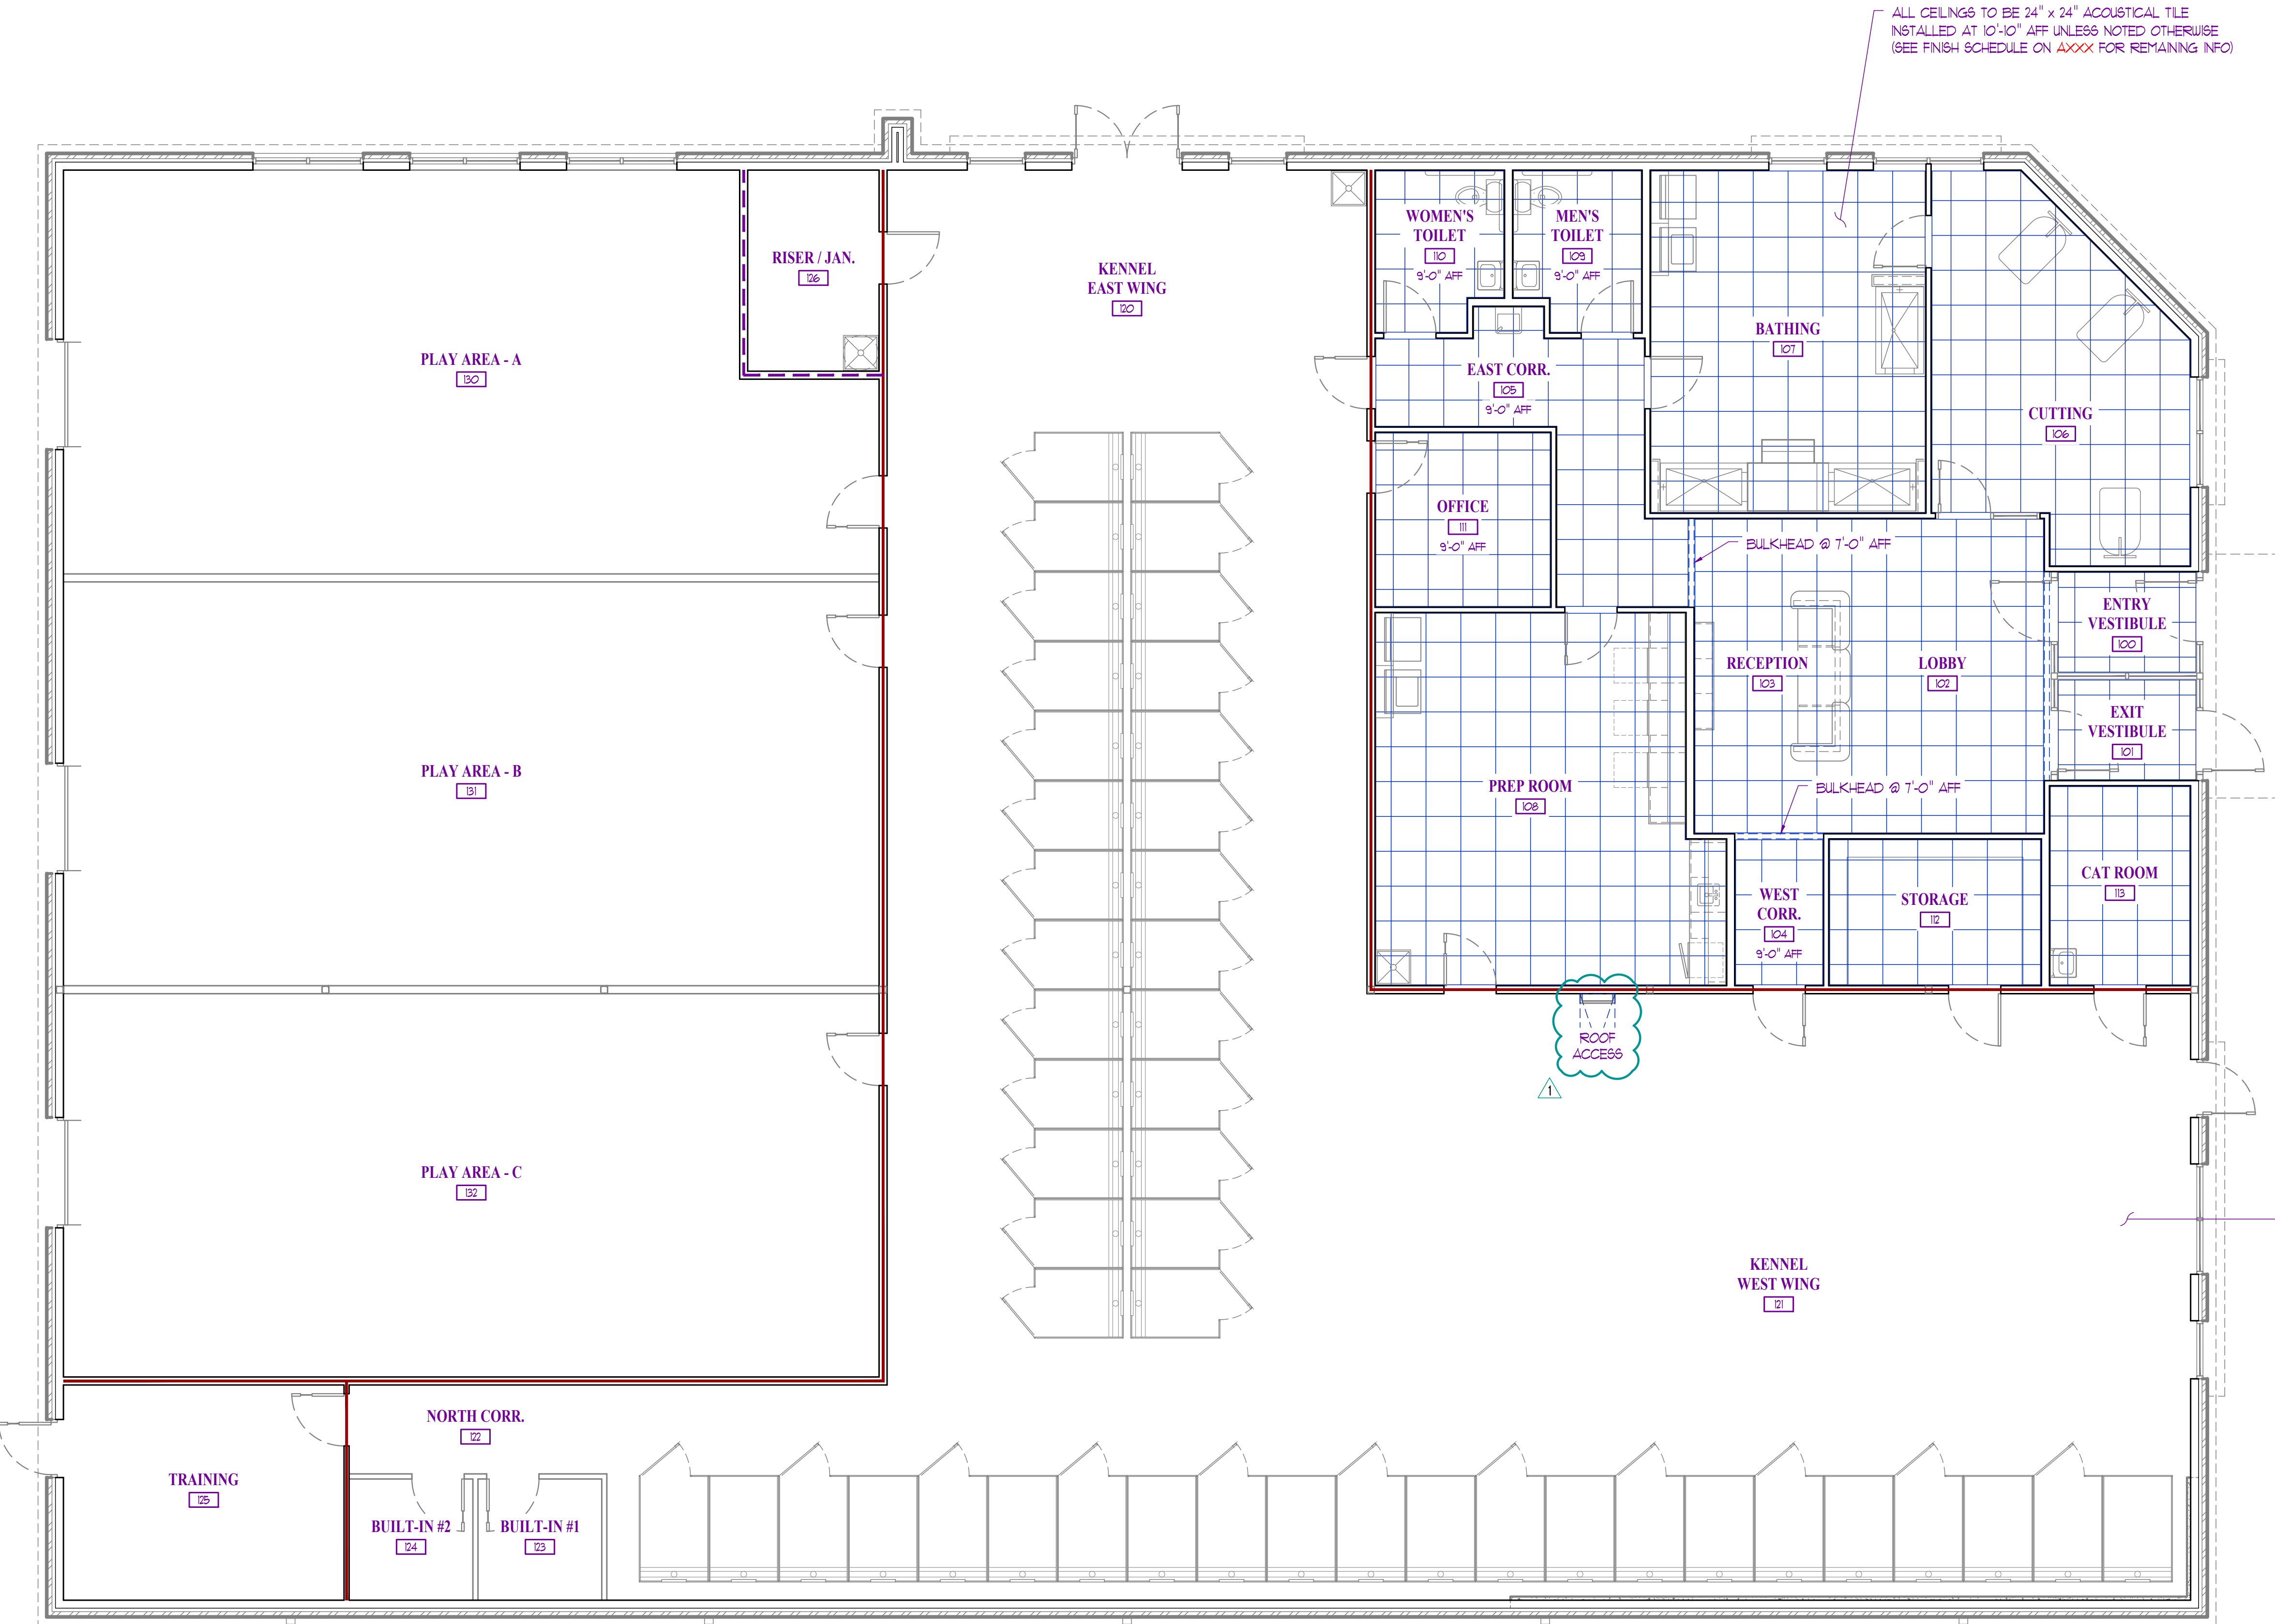 ALL CEILINGS TO BE 24" x 24" ACOUSTICAL TILE
INSTALLED AT 10'-10" AFF UNLESS NOTED OTHERWISE
(SEE FINISH SCHEDULE ON AXXX FOR REMAINING INFO)
WOMEN'S
TOILET
110
9'-0" AFF
MEN'S
TOILET
109
9'-0" AFF
RISER / JAN.
126
KENNEL
EAST WING
120
BATHING
107
PLAY AREA - A
130
EAST CORR.
105
9'-0" AFF
CUTTING
106
OFFICE
111
9'-0" AFF
BULKHEAD @ 7'-0" AFF
ENTRY
VESTIBULE
100
RECEPTION
103
LOBBY
102
EXIT
VESTIBULE
101
PLAY AREA - B
131
PREP ROOM
108
BULKHEAD @ 7'-0" AFF
CAT ROOM
113
WEST
CORR.
104
9'-0" AFF
STORAGE
112
ROOF
ACCESS
1
PLAY AREA - C
132
KENNEL
WEST WING
121
NORTH CORR.
122
TRAINING
125
BUILT-IN #2
124
BUILT-IN #1
123